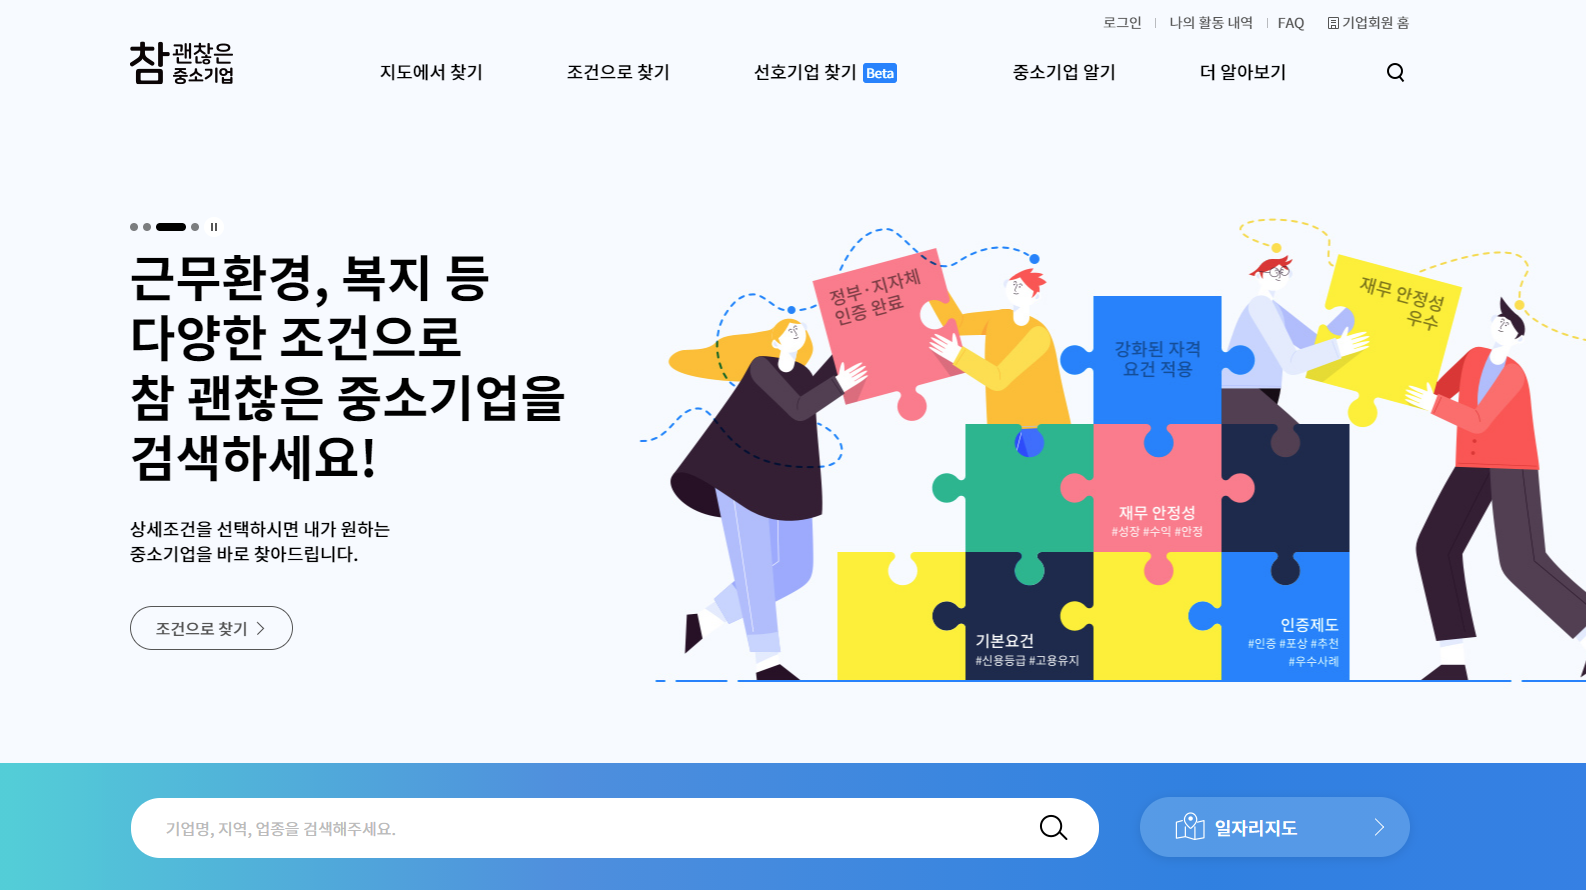 로그인
나의 활동 내역
FAQ
기업회원 홈
참 괜찮은
중소기업
지도에서 찾기
조건으로 찾기
선호기업 찾기 Beta
중소기업 알기
더 알아보기
근무환경, 복지 등
다양한 조건으로
참 괜찮은 중소기업을
검색하세요!
상세조건을 선택하시면 내가 원하는
중소기업을 바로 찾아드립니다.
조건으로 찾기
정부·지자체
인증 완료
강화된 자격
요건 적용
재무 안정성
우수
재무 안정성
#성장 #수익 #안정
기본요건
#신용등급 #고용유지
인증제도
#인증 #포상 #추천
#우수사례
기업명, 지역, 업종을 검색해주세요.
일자리지도